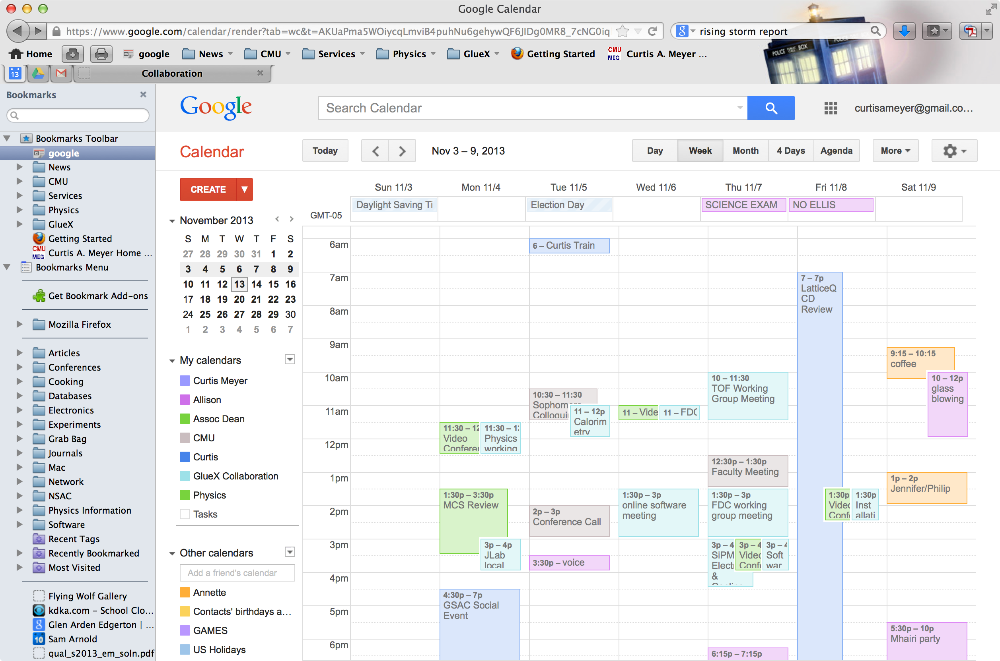 Google Calendar
https://www.google.com/calendar/render?tab=wc&t=AKUaPma5WOiycqLmviB4puhNu6gehywQF6JIDg0MR8_7cNG0iq
rising storm report
POLICE BOX
Home
google
News
CMU
Services
Physics
GlueX
CMU MEG
Getting Started
Curtis A. Meyer ...
13
Collaboration
Bookmarks
Bookmarks Toolbar
google
News
CMU
Services
Physics
GlueX
Getting Started
CMU MEG
Curtis A. Meyer Home ...
Bookmarks Menu
Get Bookmark Add-ons
Mozilla Firefox
Articles
Conferences
Cooking
Databases
Electronics
Experiments
Grab Bag
Journals
Mac
Network
NSAC
Physics Information
Software
Recent Tags
Recently Bookmarked
Most Visited
Flying Wolf Gallery
kdka.com – School Clo...
Glen Arden Edgerton | ...
10 Sam Arnold
qual_s2013_em_soln.pdf
Google
Search Calendar
curtisameyer@gmail.co...
Calendar
Today
Nov 3 – 9, 2013
Day
Week
Month
4 Days
Agenda
More
CREATE
November 2013
S M T W T F S
27 28 29 30 31 1 2
3 4 5 6 7 8 9
10 11 12 13 14 15 16
17 18 19 20 21 22 23
24 25 26 27 28 29 30
1 2 3 4 5 6 7
My calendars
Curtis Meyer
Allison
Assoc Dean
CMU
Curtis
GlueX Collaboration
Physics
Tasks
Other calendars
Add a friend's calendar
Annette
Contacts' birthdays a...
GAMES
US Holidays
Sun 11/3
Mon 11/4
Tue 11/5
Wed 11/6
Thu 11/7
Fri 11/8
Sat 11/9
GMT-05
Daylight Saving Ti
Election Day
SCIENCE EXAM
NO ELLIS
6am
7am
8am
9am
10am
11am
12pm
1pm
2pm
3pm
4pm
5pm
6pm
11:30 – 12
Video
Conferen
11:30 – 1
Physics
working
1:30p – 3:30p
MCS Review
3p – 4p
JLab
local
4:30p – 7p
GSAC Social
Event
6 – Curtis Train
10:30 – 11:30
Sophom
Colloqui
11 – 12p
Calorim
etry
2p – 3p
Conference Call
3:30p – voice
11 – Vide
11 – FDC
1:30p – 3p
online software
meeting
10 – 11:30
TOF Working
Group Meeting
12:30p – 1:30p
Faculty Meeting
1:30p – 3p
FDC working
group meeting
3p – 4
SiPM
Elect
&
3p – 4
Video
Conf
3p – 4
Soft
war
6:15p – 7:15p
7 – 7p
LatticeQ
CD
Review
1:30p
Video
Conf
1:30p
Inst
allati
9:15 – 10:15
coffee
10 – 12p
glass
blowing
1p – 2p
Jennifer/Philip
5:30p – 10p
Mhairi party